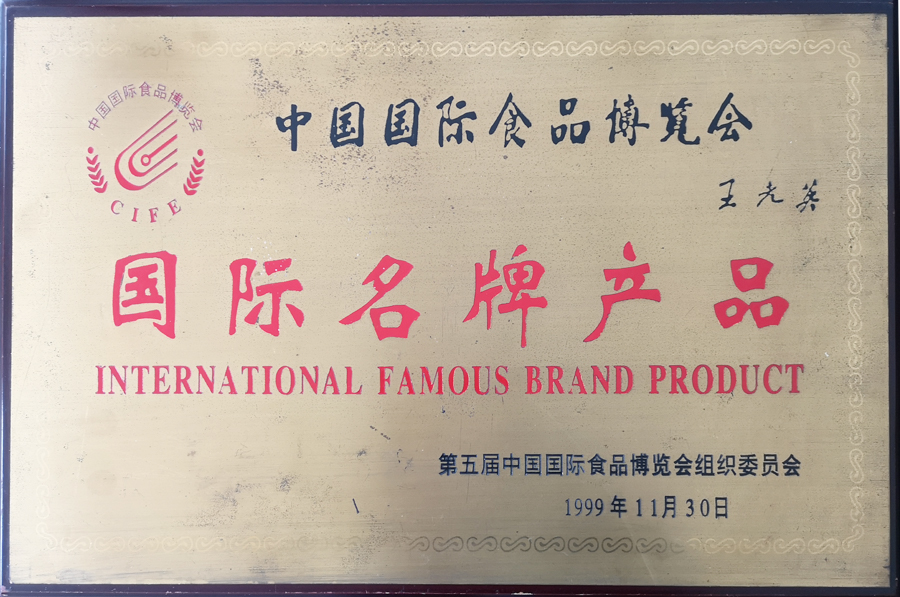 中国国际食品博览会
CIFE
中国国际食品博览会
王光英
国际名牌产品
INTERNATIONAL FAMOUS BRAND PRODUCT
第五届中国国际食品博览会组织委员会
1999年11月30日